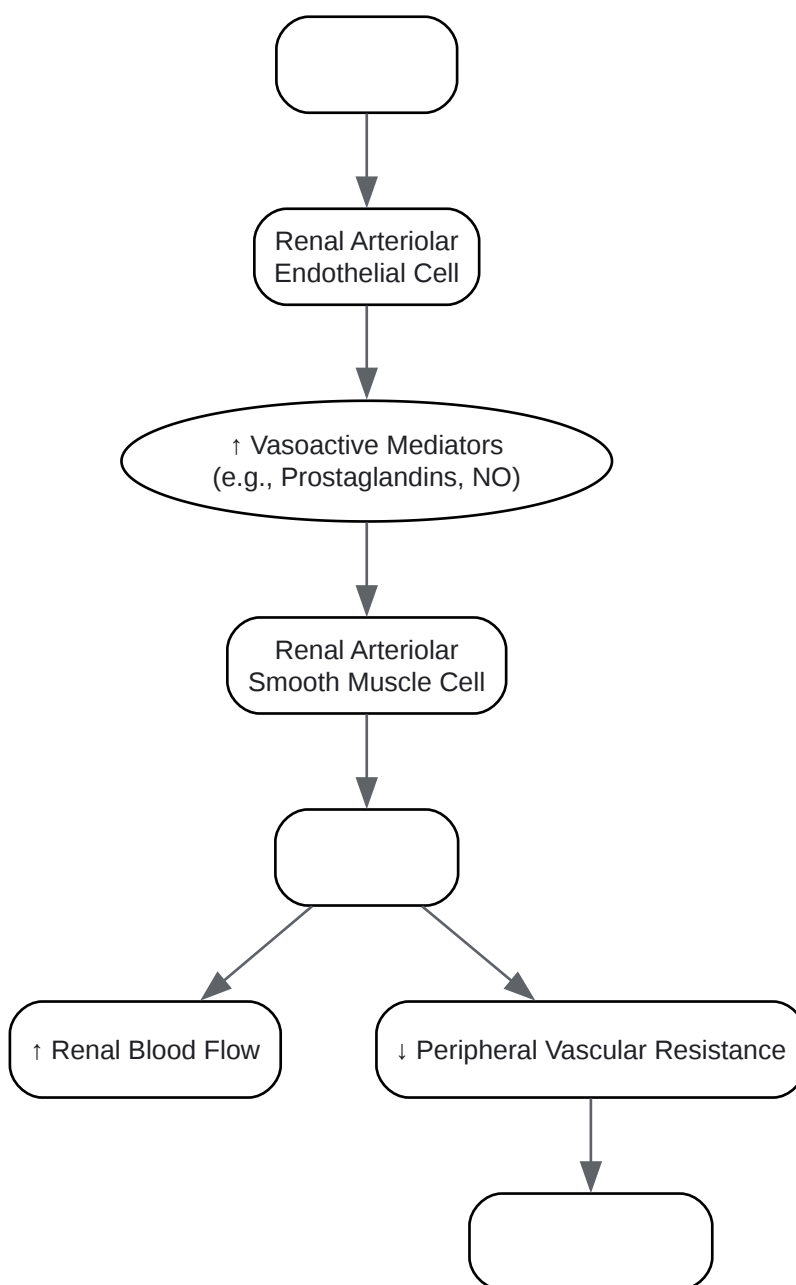 Renal Arteriolar
Endothelial Cell
↑ Vasoactive Mediators
(e.g., Prostaglandins, NO)
Renal Arteriolar
Smooth Muscle Cell
↑ Renal Blood Flow
↓ Peripheral Vascular Resistance